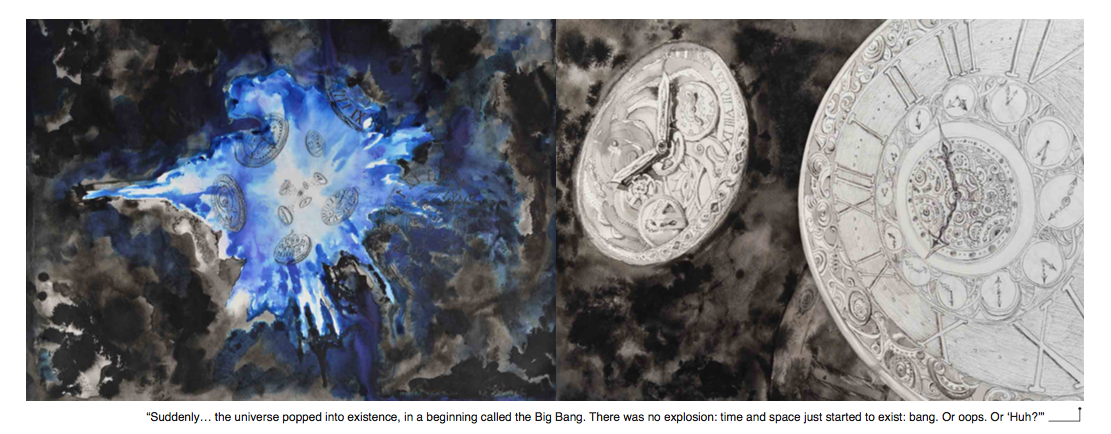 “Suddenly… the universe popped into existence, in a beginning called the Big Bang. There was no explosion: time and space just started to exist: bang. Or oops. Or ‘Huh?’”